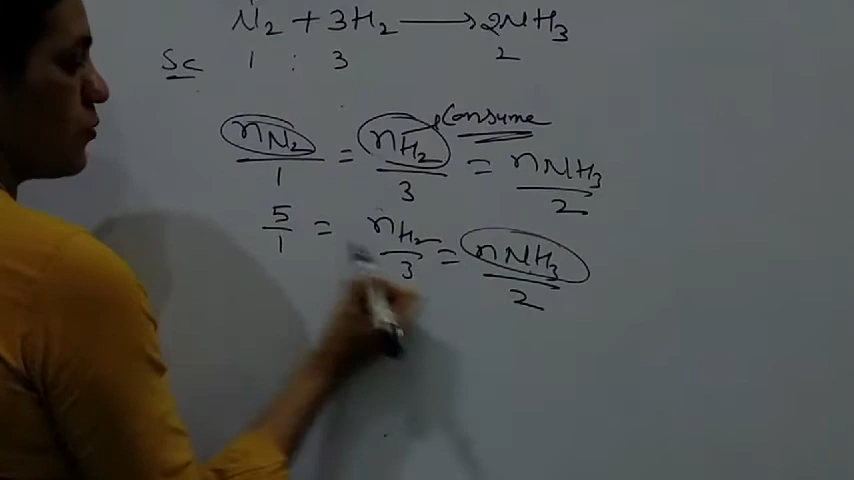 N₂ + 3H₂ ⟶ 2NH₃
Sc 1 : 3 2
nN₂/1 = nH₂/3 = nNH₃/2
Consume
5/1 = nH₂/3 = nNH₃/2